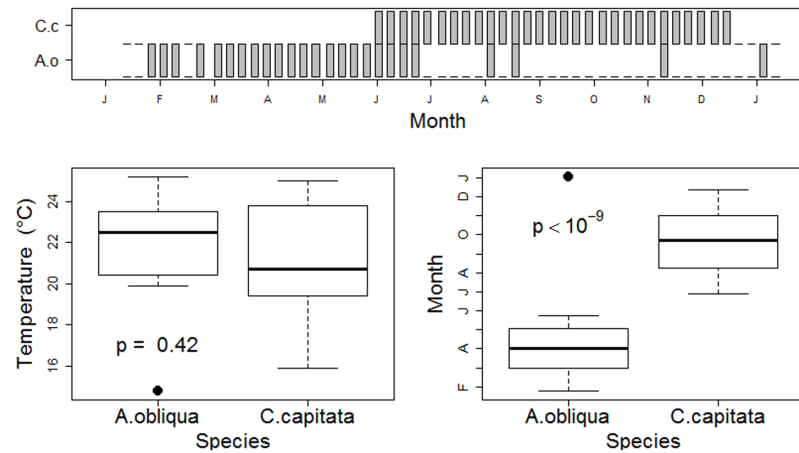 C.c
A.o
J F M A M J J A S O N D J
Month
Temperature (°C)
24
22
20
18
16
p = 0.42
A.obliqua C.capitata
Species
Month
J
D
O
A
J
J
A
F
p < 10⁻⁹
A.obliqua C.capitata
Species